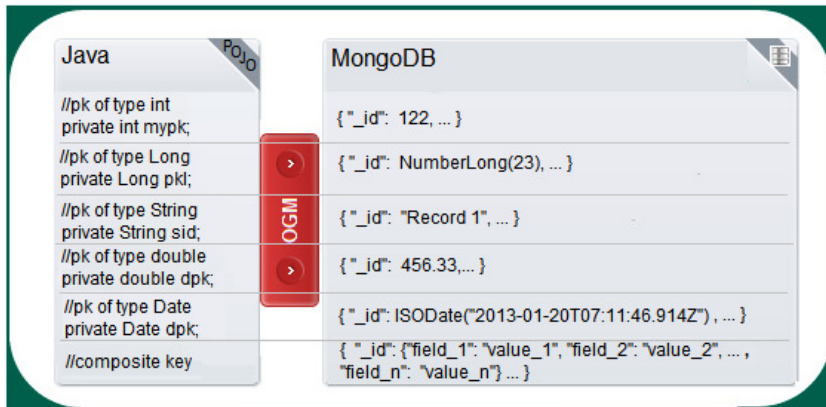 Java
POJO
MongoDB
//pk of type int
private int mypk;
{ "_id": 122, ... }
//pk of type Long
private Long pkl;
{ "_id": NumberLong(23), ... }
//pk of type String
private String sid;
{ "_id": "Record 1", ... }
OGM
//pk of type double
private double dpk;
{ "_id": 456.33,... }
//pk of type Date
private Date dpk;
{ "_id": ISODate("2013-01-20T07:11:46.914Z") , ... }
//composite key
{ "_id": {"field_1": "value_1", "field_2": "value_2", ... ,
"field_n": "value_n"} ... }